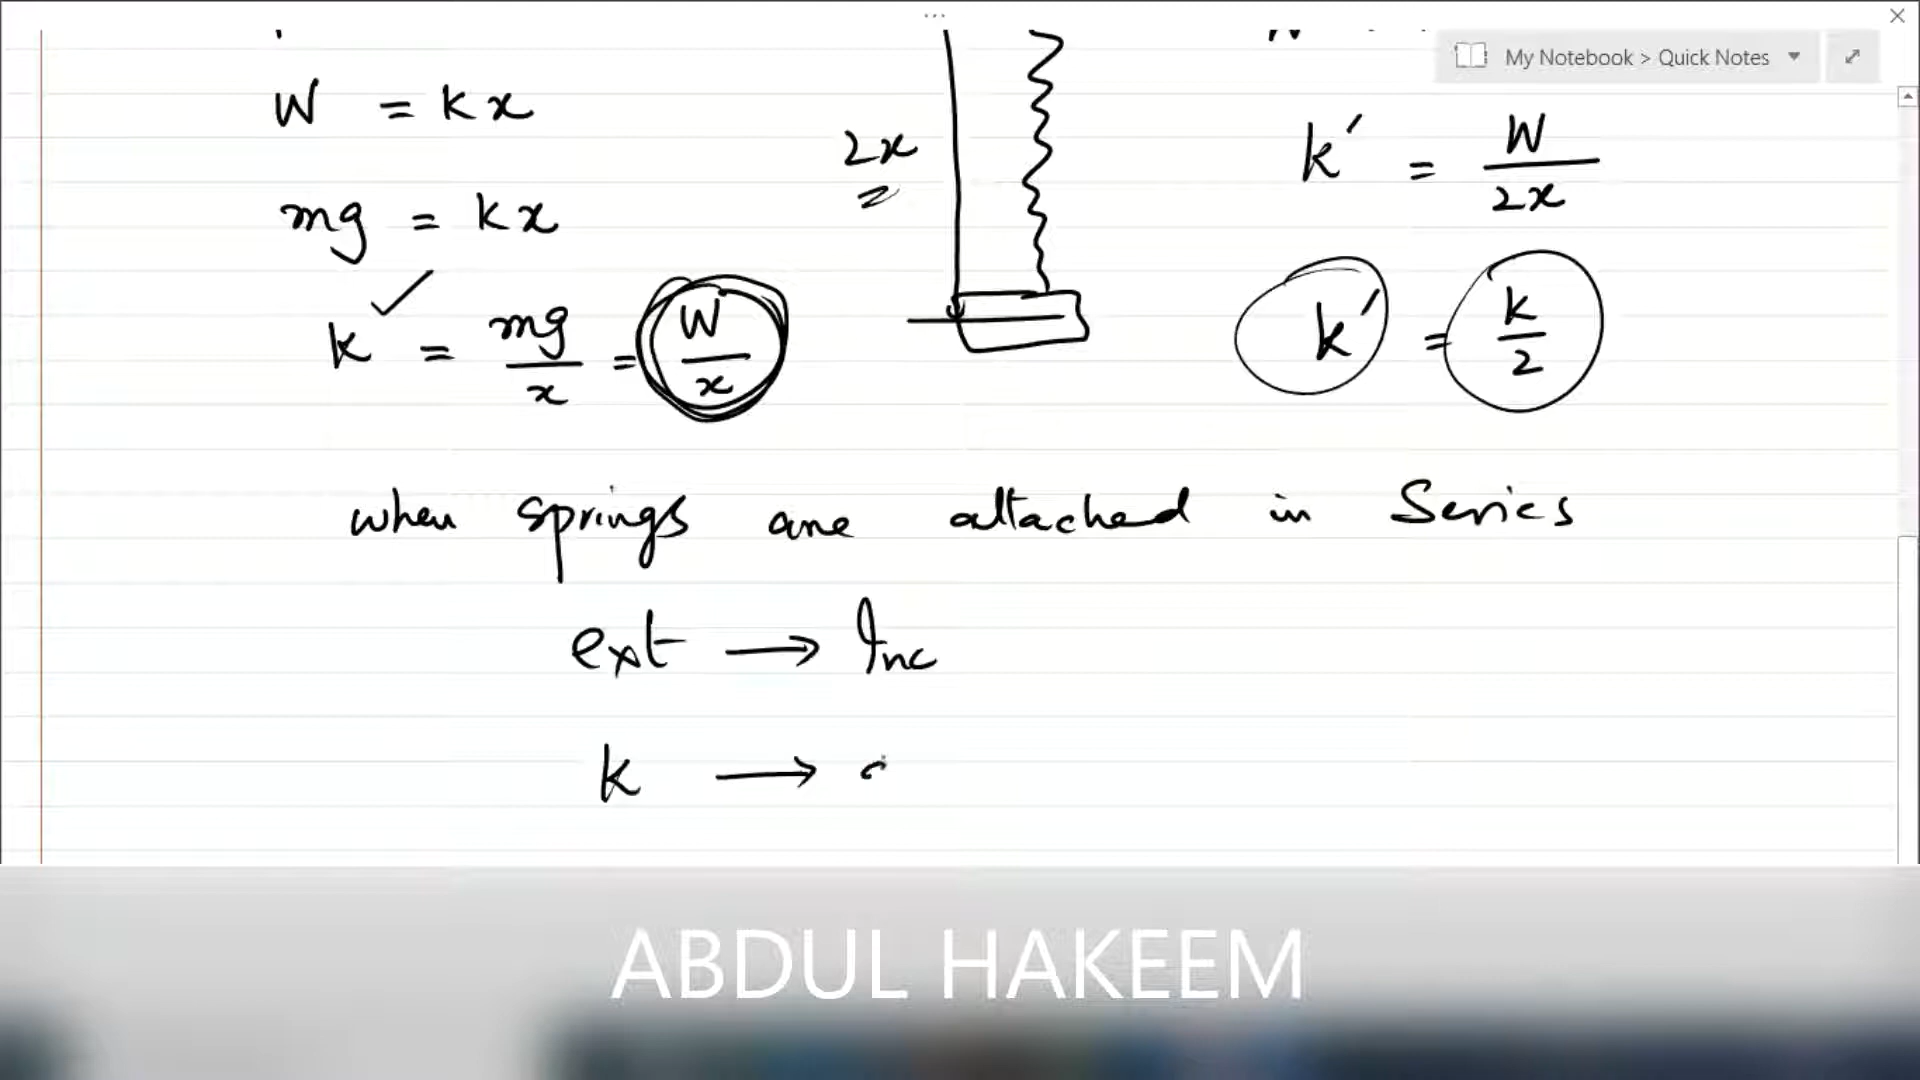 My Notebook > Quick Notes
W = kx
mg = kx
k = mg/x = W/x
2x
k′ = W/2x
k′ = k/2
when springs are attached in Series
ext → Inc
k →
ABDUL HAKEEM